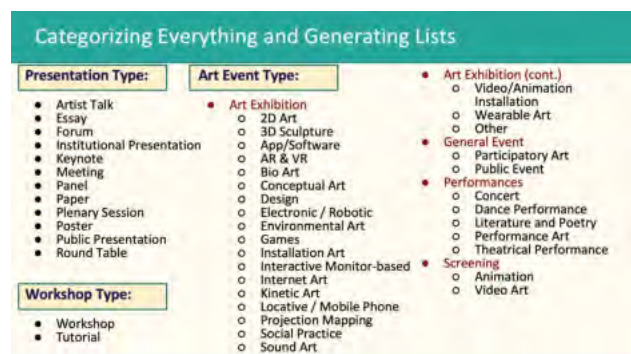 Categorizing Everything and Generating Lists
Presentation Type:
● Artist Talk
● Essay
● Forum
● Institutional Presentation
● Keynote
● Meeting
● Panel
● Paper
● Plenary Session
● Poster
● Public Presentation
● Round Table
Workshop Type:
● Workshop
● Tutorial
Art Event Type:
● Art Exhibition
○ 2D Art
○ 3D Sculpture
○ App/Software
○ AR & VR
○ Bio Art
○ Conceptual Art
○ Design
○ Electronic / Robotic
○ Environmental Art
○ Games
○ Installation Art
○ Interactive Monitor-based
○ Internet Art
○ Kinetic Art
○ Locative / Mobile Phone
○ Projection Mapping
○ Social Practice
○ Sound Art
● Art Exhibition (cont.)
○ Video/Animation
Installation
○ Wearable Art
○ Other
● General Event
○ Participatory Art
○ Public Event
● Performances
○ Concert
○ Dance Performance
○ Literature and Poetry
○ Performance Art
○ Theatrical Performance
● Screening
○ Animation
○ Video Art